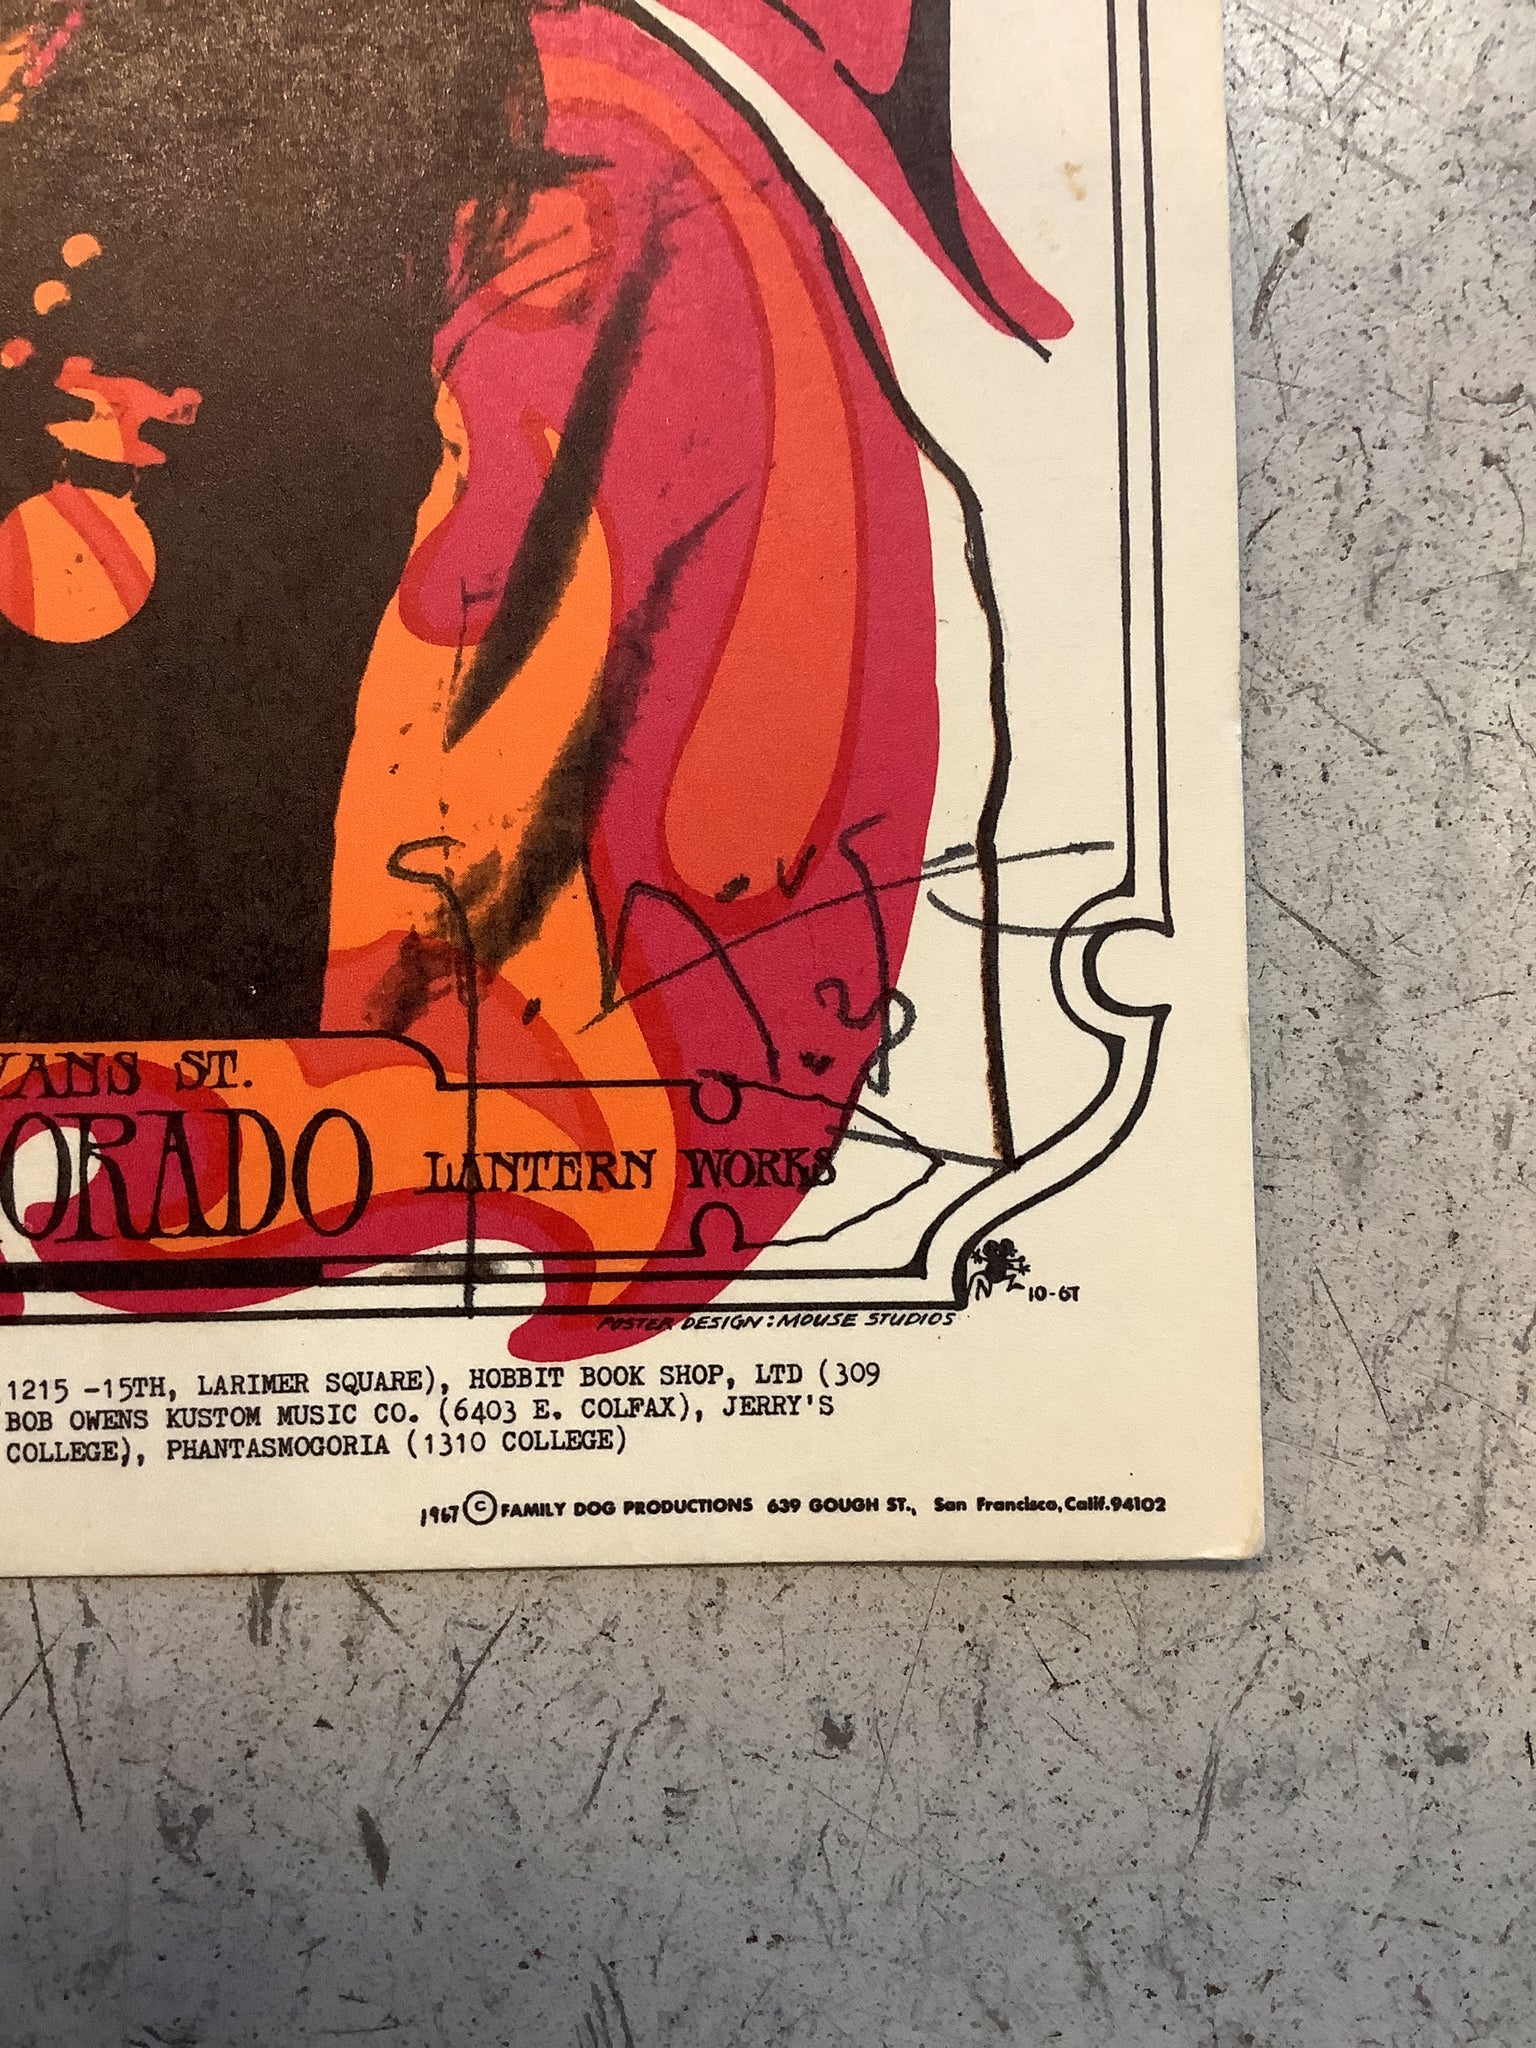 VANS ST.
ORADO
LANTERN WORKS
10-67
POSTER DESIGN: MOUSE STUDIOS
1215 -15TH, LARIMER SQUARE), HOBBIT BOOK SHOP, LTD (309
BOB OWENS KUSTOM MUSIC CO. (6403 E. COLFAX), JERRY'S
COLLEGE), PHANTASMOGORIA (1310 COLLEGE)
1967 © FAMILY DOG PRODUCTIONS 639 GOUGH ST., San Francisco, Calif. 94102